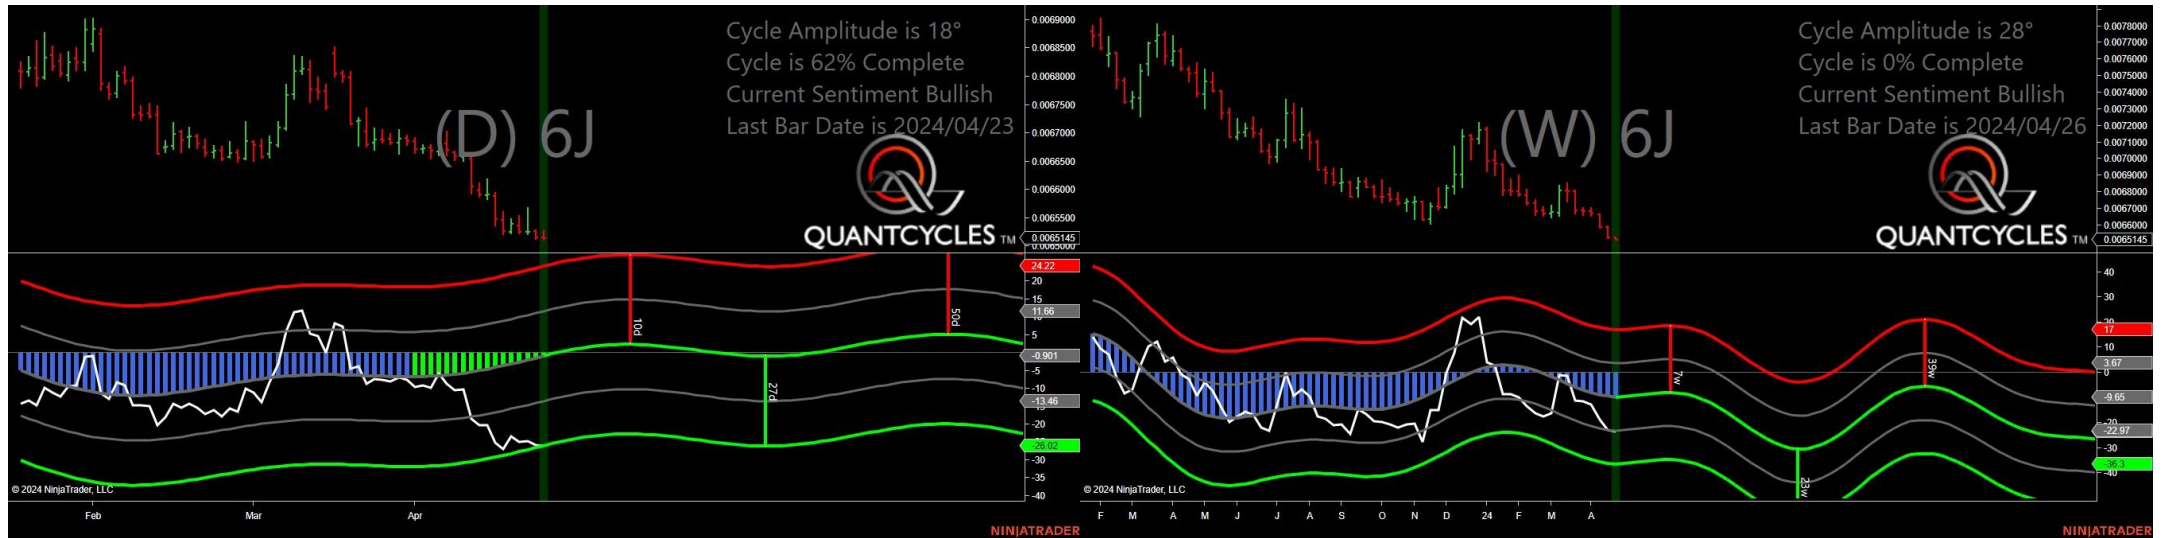 Cycle Amplitude is 18°
Cycle is 62% Complete
Current Sentiment Bullish
Last Bar Date is 2024/04/23
(D) 6J
QUANTCYCLES TM
0.0069000
0.0068500
0.0068000
0.0067500
0.0067000
0.0066500
0.0066000
0.0065500
0.0065145
24.22
20
15
11.66
5
-0.901
-5
-10
-13.46
-20
-26.02
-30
-35
-40
10d
27d
50d
© 2024 NinjaTrader, LLC
Feb Mar Apr
NINJATRADER
Cycle Amplitude is 28°
Cycle is 0% Complete
Current Sentiment Bullish
Last Bar Date is 2024/04/26
(W) 6J
QUANTCYCLES TM
0.0078000
0.0077000
0.0076000
0.0075000
0.0074000
0.0073000
0.0072000
0.0071000
0.0070000
0.0069000
0.0068000
0.0067000
0.0066000
0.0065145
40
30
17
10
3.67
0
-9.65
-22.97
-30
-36.3
-40
7w
23w
39w
© 2024 NinjaTrader, LLC
F M A M J J A S O N D 24 F M A
NINJATRADER